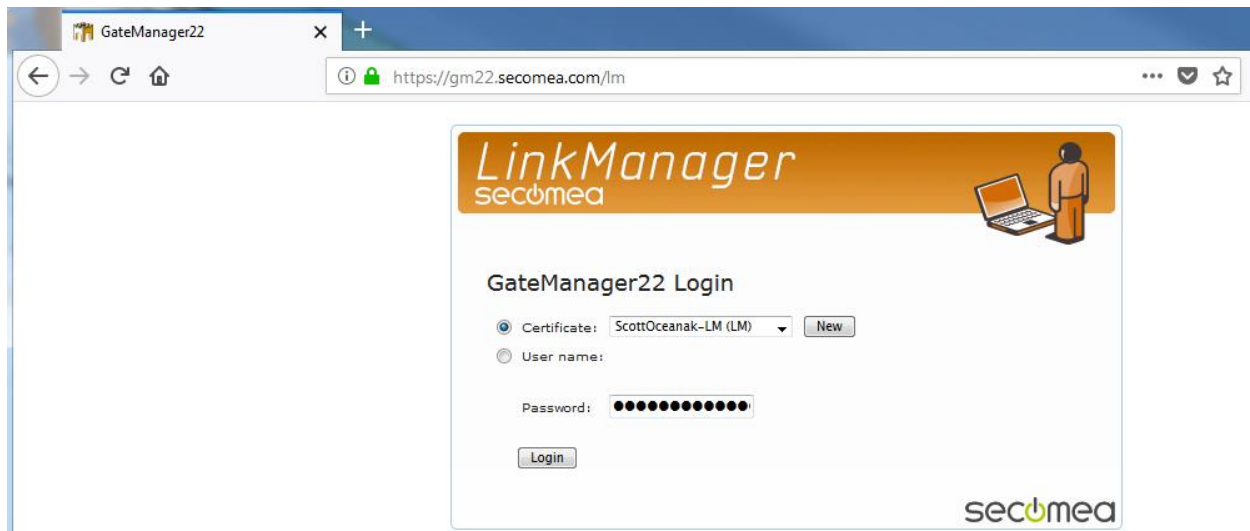 GateManager22
https://gm22.secomea.com/lm
LinkManager
secomea
GateManager22 Login
Certificate: ScottOceanak-LM (LM) New
User name:
Password: ●●●●●●●●●●●●●
Login
secomea